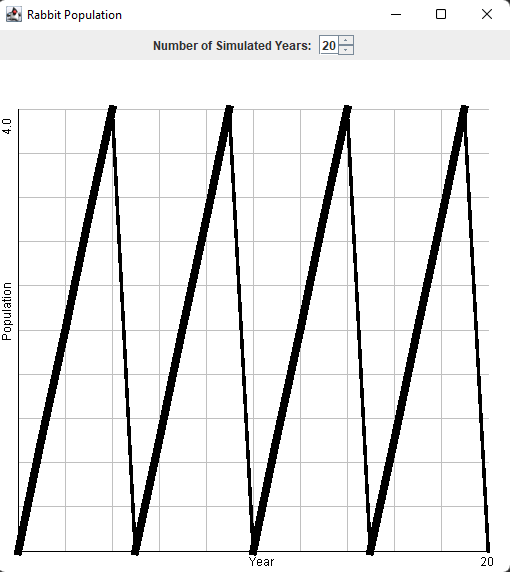 Rabbit Population
Number of Simulated Years: 20
4.0
Population
Year
20